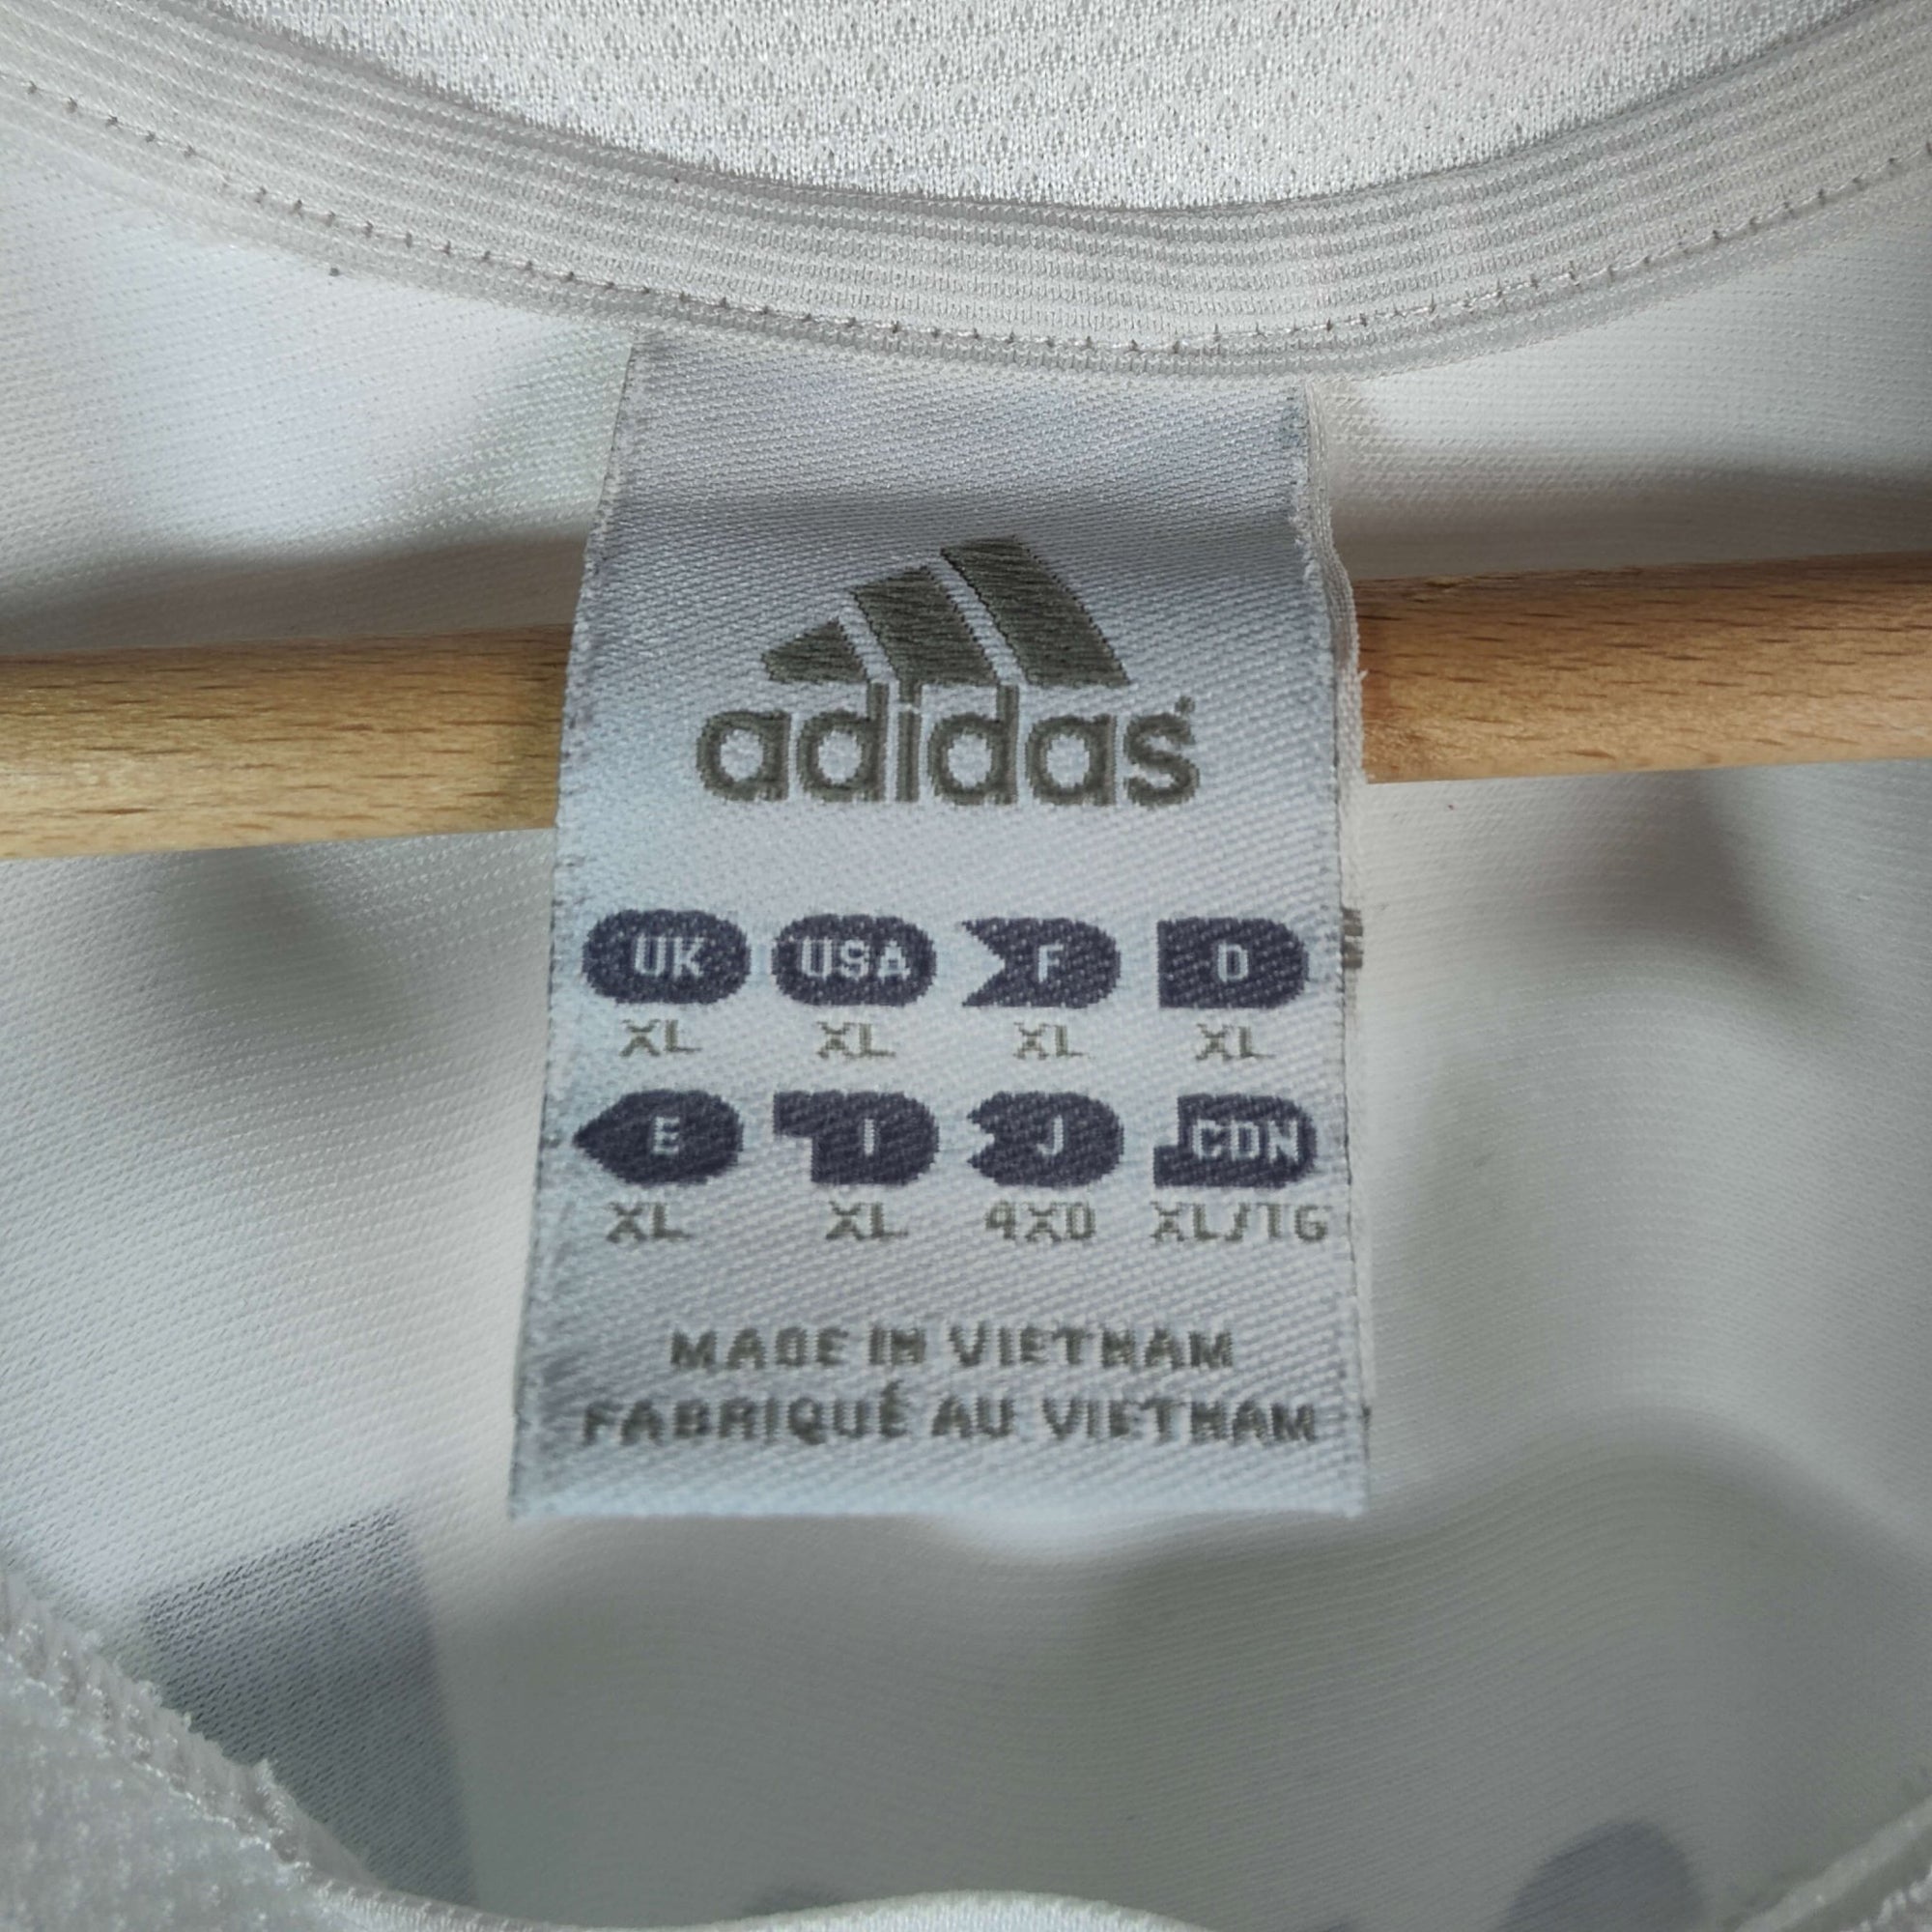 adidas
UK USA F D
XL XL XL XL
E I J CDN
XL XL 4XO XL/TG
MADE IN VIETNAM
FABRIQUÉ AU VIETNAM